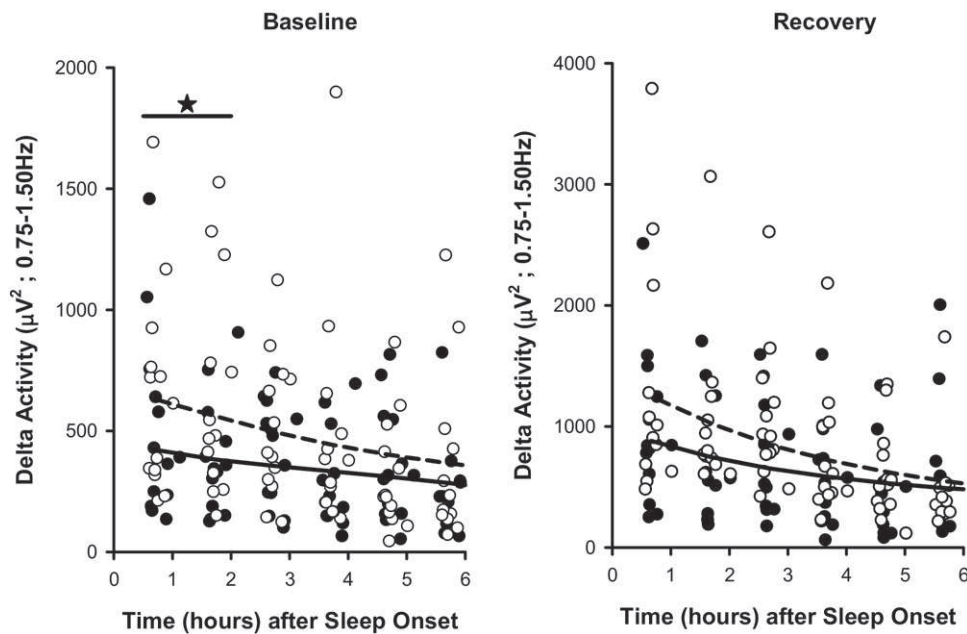 Baseline
Delta Activity (µV² ; 0.75-1.50Hz)
2000
1500
1000
500
0
0 1 2 3 4 5 6
Time (hours) after Sleep Onset
Recovery
Delta Activity (µV² ; 0.75-1.50Hz)
4000
3000
2000
1000
0
0 1 2 3 4 5 6
Time (hours) after Sleep Onset